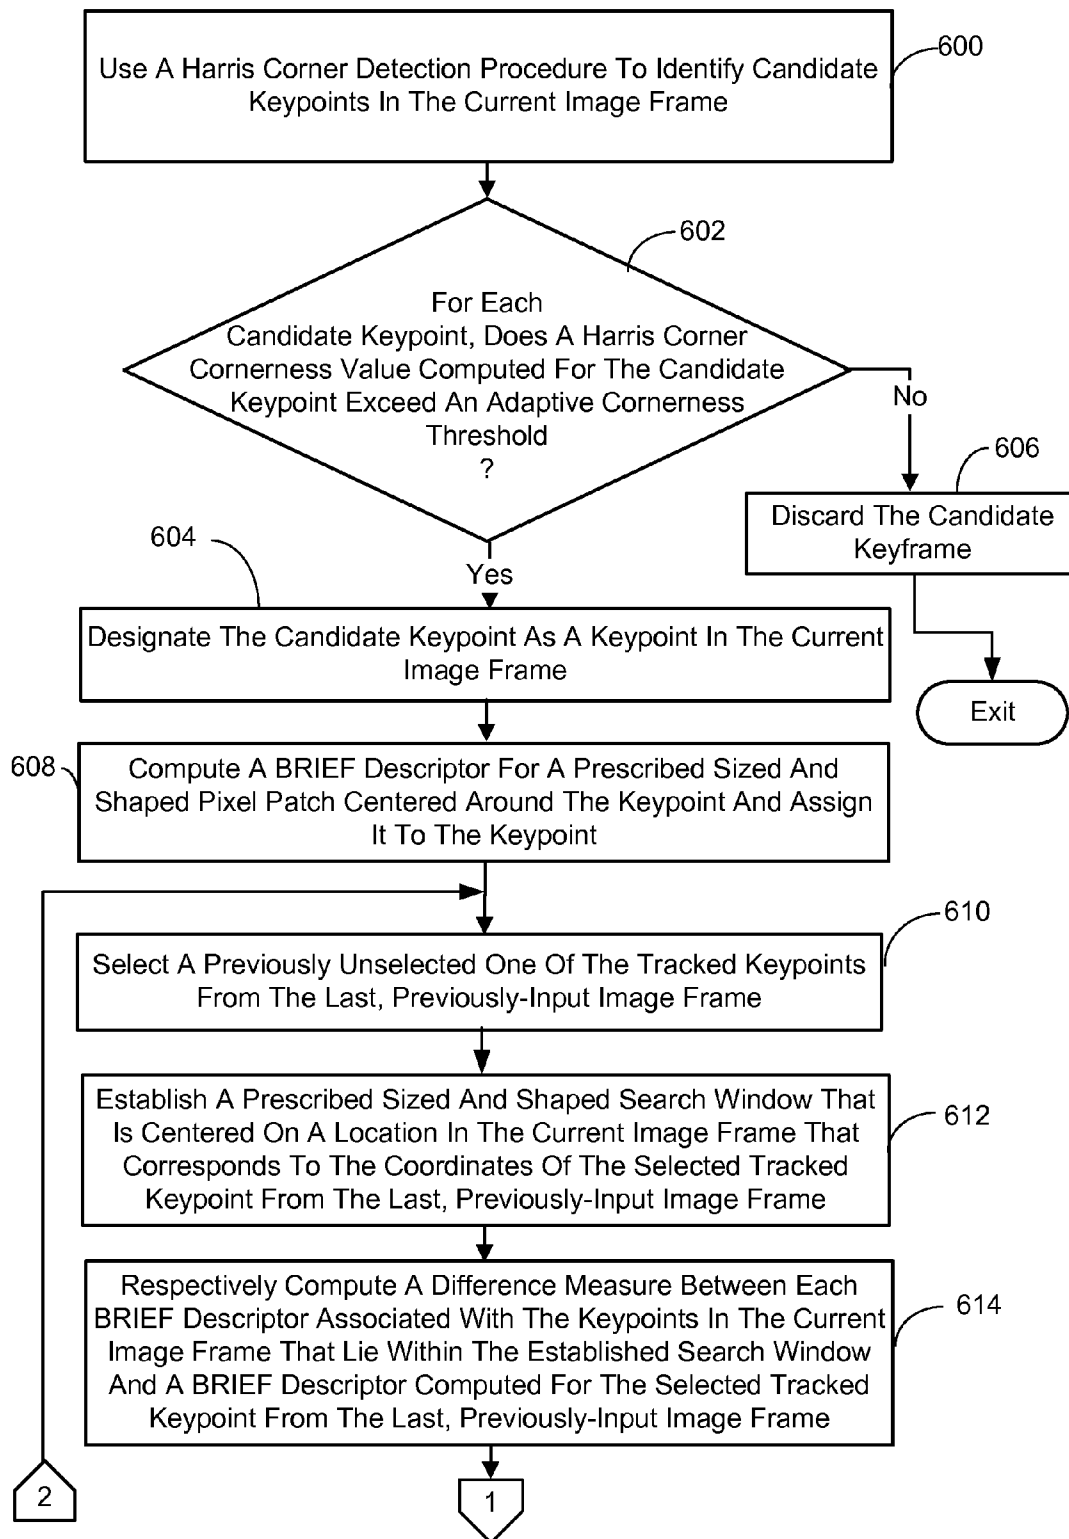 600
Use A Harris Corner Detection Procedure To Identify Candidate
Keypoints In The Current Image Frame
602
For Each
Candidate Keypoint, Does A Harris Corner
Cornerness Value Computed For The Candidate
Keypoint Exceed An Adaptive Cornerness
Threshold
?
No
606
Discard The Candidate
Keyframe
Exit
604
Yes
Designate The Candidate Keypoint As A Keypoint In The Current
Image Frame
608
Compute A BRIEF Descriptor For A Prescribed Sized And
Shaped Pixel Patch Centered Around The Keypoint And Assign
It To The Keypoint
610
Select A Previously Unselected One Of The Tracked Keypoints
From The Last, Previously-Input Image Frame
612
Establish A Prescribed Sized And Shaped Search Window That
Is Centered On A Location In The Current Image Frame That
Corresponds To The Coordinates Of The Selected Tracked
Keypoint From The Last, Previously-Input Image Frame
614
Respectively Compute A Difference Measure Between Each
BRIEF Descriptor Associated With The Keypoints In The Current
Image Frame That Lie Within The Established Search Window
And A BRIEF Descriptor Computed For The Selected Tracked
Keypoint From The Last, Previously-Input Image Frame
2
1